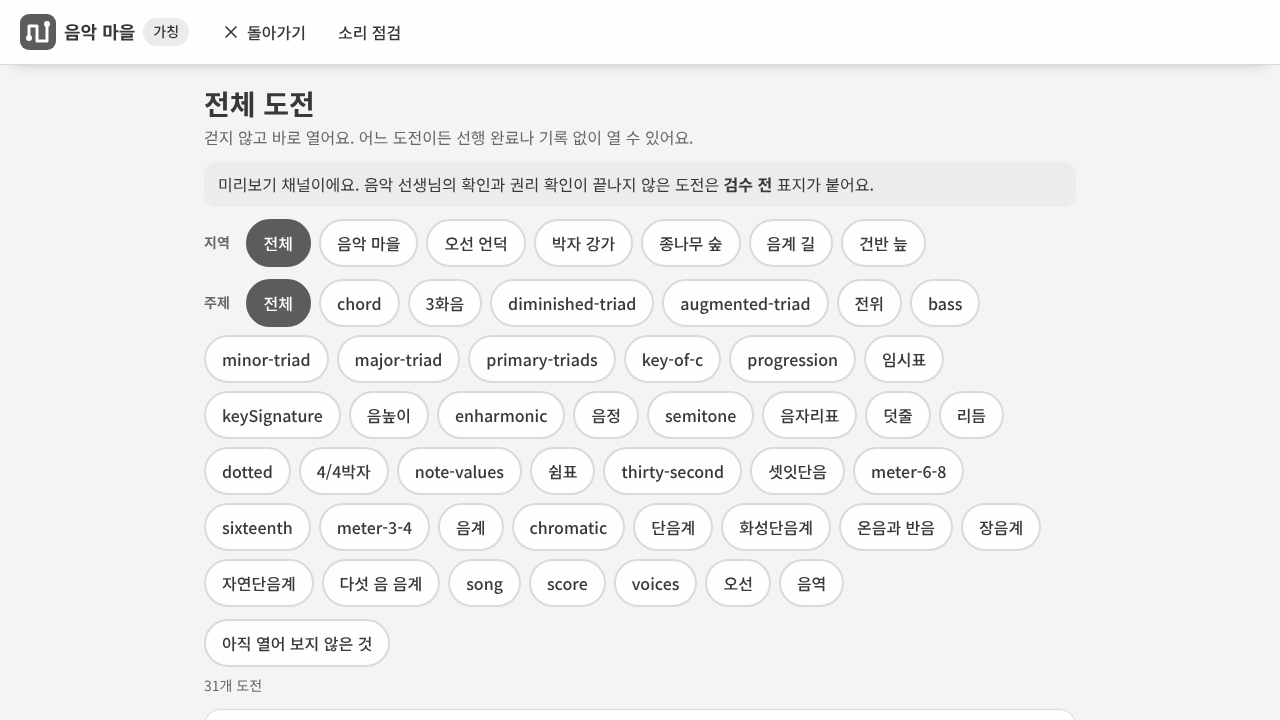 음악 마을 가칭 돌아가기 소리 점검
전체 도전
걷지 않고 바로 열어요. 어느 도전이든 선행 완료나 기록 없이 열 수 있어요.
미리보기 채널이에요. 음악 선생님의 확인과 권리 확인이 끝나지 않은 도전은 검수 전 표지가 붙어요.
지역 전체 음악 마을 오선 언덕 박자 강가 종나무 숲 음계 길 건반 늪
주제 전체 chord 3화음 diminished-triad augmented-triad 전위 bass
minor-triad major-triad primary-triads key-of-c progression 임시표
keySignature 음높이 enharmonic 음정 semitone 음자리표 덧줄 리듬
dotted 4/4박자 note-values 쉼표 thirty-second 셋잇단음 meter-6-8
sixteenth meter-3-4 음계 chromatic 단음계 화성단음계 온음과 반음 장음계
자연단음계 다섯 음 음계 song score voices 오선 음역
아직 열어 보지 않은 것
31개 도전